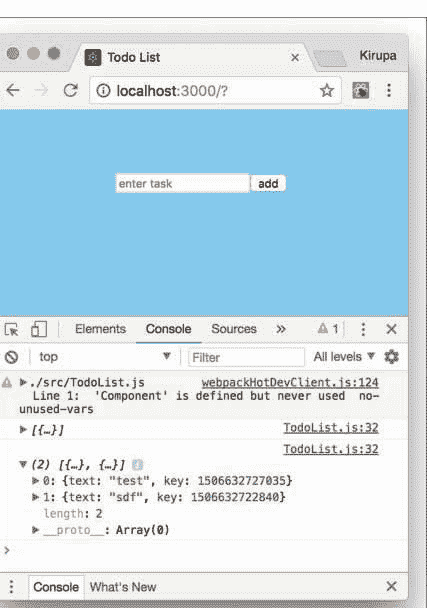 Todo List
Kirupa
localhost:3000/?
enter task
add
Elements Console Sources » 1
top Filter All levels
./src/TodoList.js webpackHotDevClient.js:124
Line 1: 'Component' is defined but never used no-
unused-vars
[{…}] TodoList.js:32
TodoList.js:32
(2) [{…}, {…}] i
0: {text: "test", key: 1506632727035}
1: {text: "sdf", key: 1506632722840}
length: 2
__proto__: Array(0)
>
Console What's New